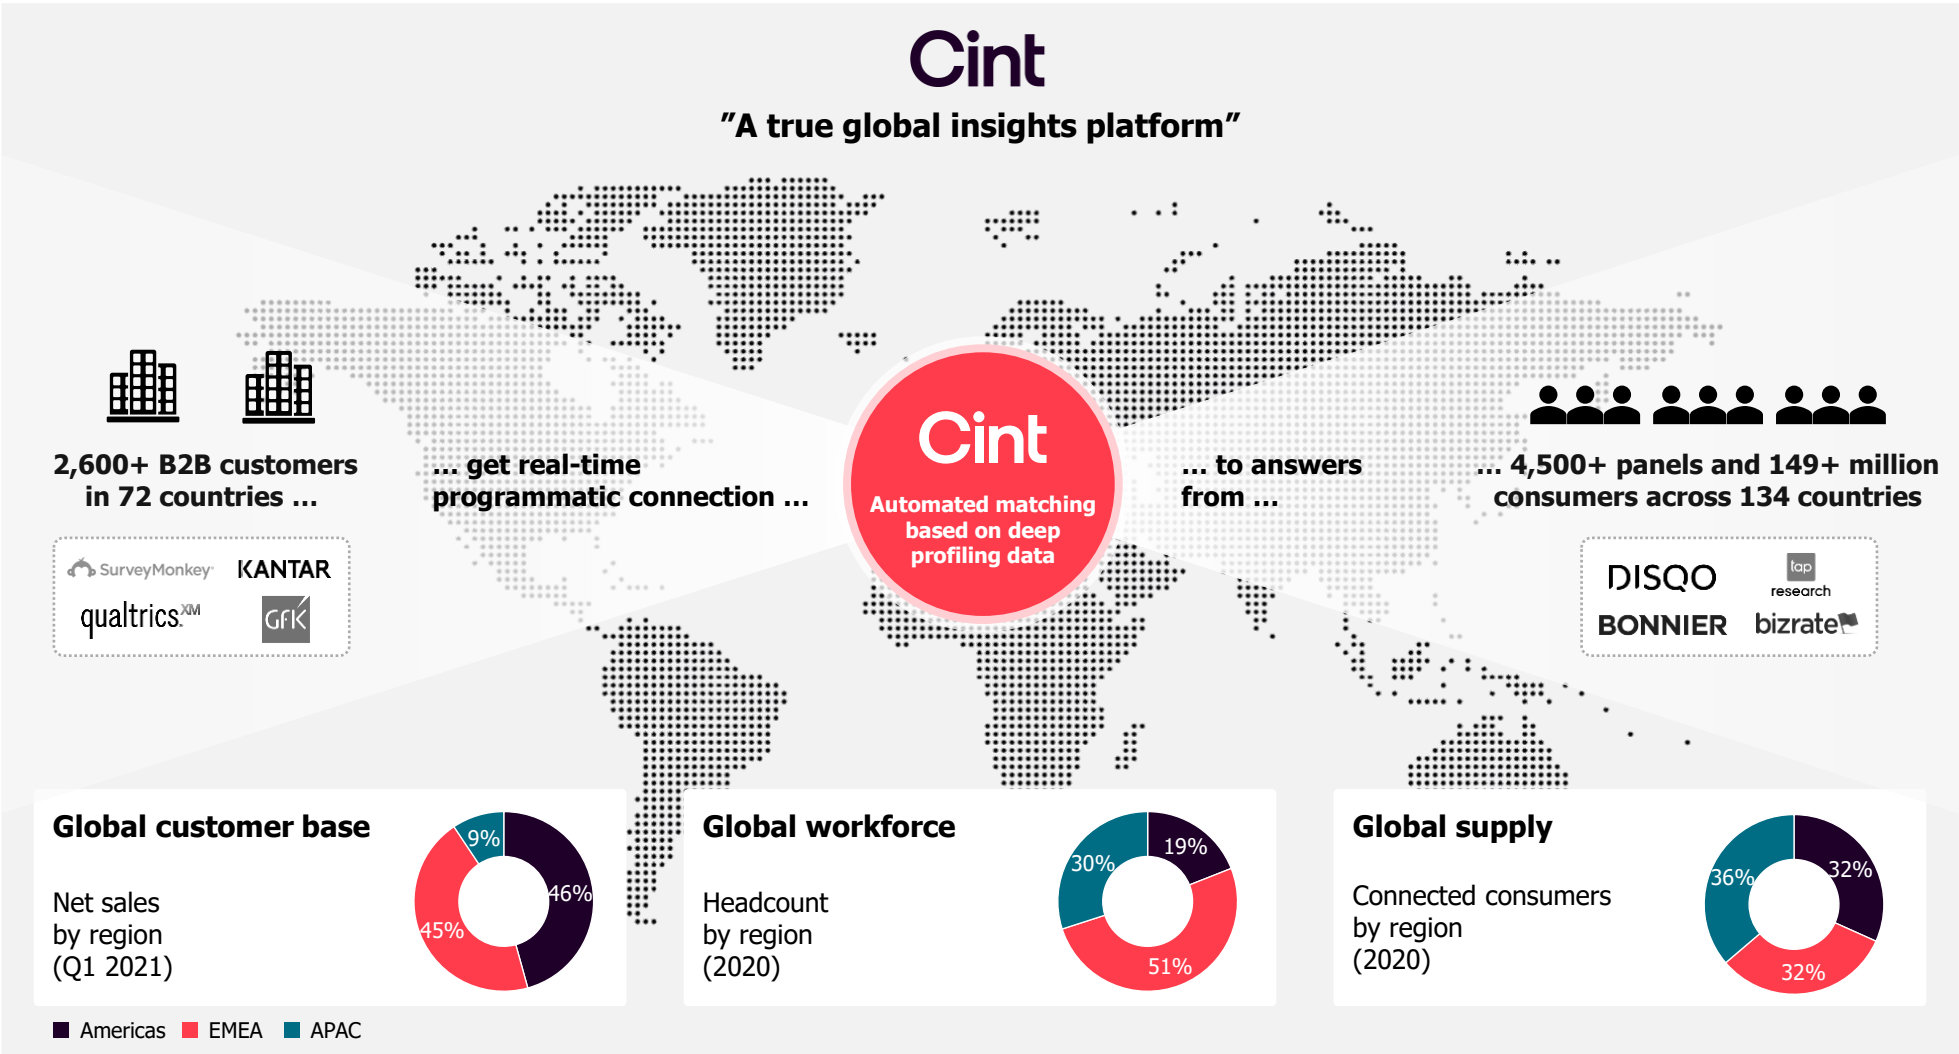 Cint
”A true global insights platform”
2,600+ B2B customers
in 72 countries ...
... get real-time
programmatic connection ...
Cint
Automated matching
based on deep
profiling data
... to answers
from ...
... 4,500+ panels and 149+ million
consumers across 134 countries
SurveyMonkey
KANTAR
qualtrics.XM
GFK
DISQO
tap
research
BONNIER
bizrate
Global customer base
Net sales
by region
(Q1 2021)
9%
46%
45%
Global workforce
Headcount
by region
(2020)
19%
30%
51%
Global supply
Connected consumers
by region
(2020)
32%
36%
32%
Americas EMEA APAC